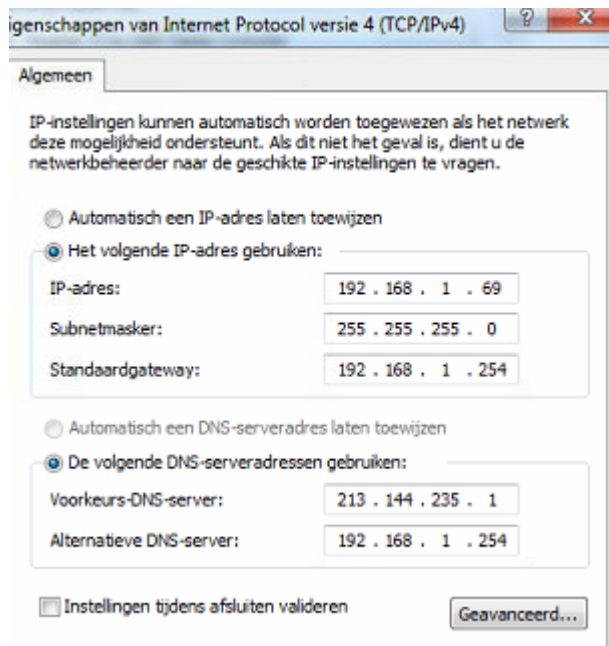 igenschappen van Internet Protocol versie 4 (TCP/IPv4)
?
X
Algemeen
IP-instellingen kunnen automatisch worden toegewezen als het netwerk
deze mogelijkheid ondersteunt. Als dit niet het geval is, dient u de
netwerkbeheerder naar de geschikte IP-instellingen te vragen.
Automatisch een IP-adres laten toewijzen
Het volgende IP-adres gebruiken:
IP-adres: 192 . 168 . 1 . 69
Subnetmasker: 255 . 255 . 255 . 0
Standaardgateway: 192 . 168 . 1 . 254
Automatisch een DNS-serveradres laten toewijzen
De volgende DNS-serveradressen gebruiken:
Voorkeurs-DNS-server: 213 . 144 . 235 . 1
Alternatieve DNS-server: 192 . 168 . 1 . 254
Instellingen tijdens afsluiten valideren
Geavanceerd...